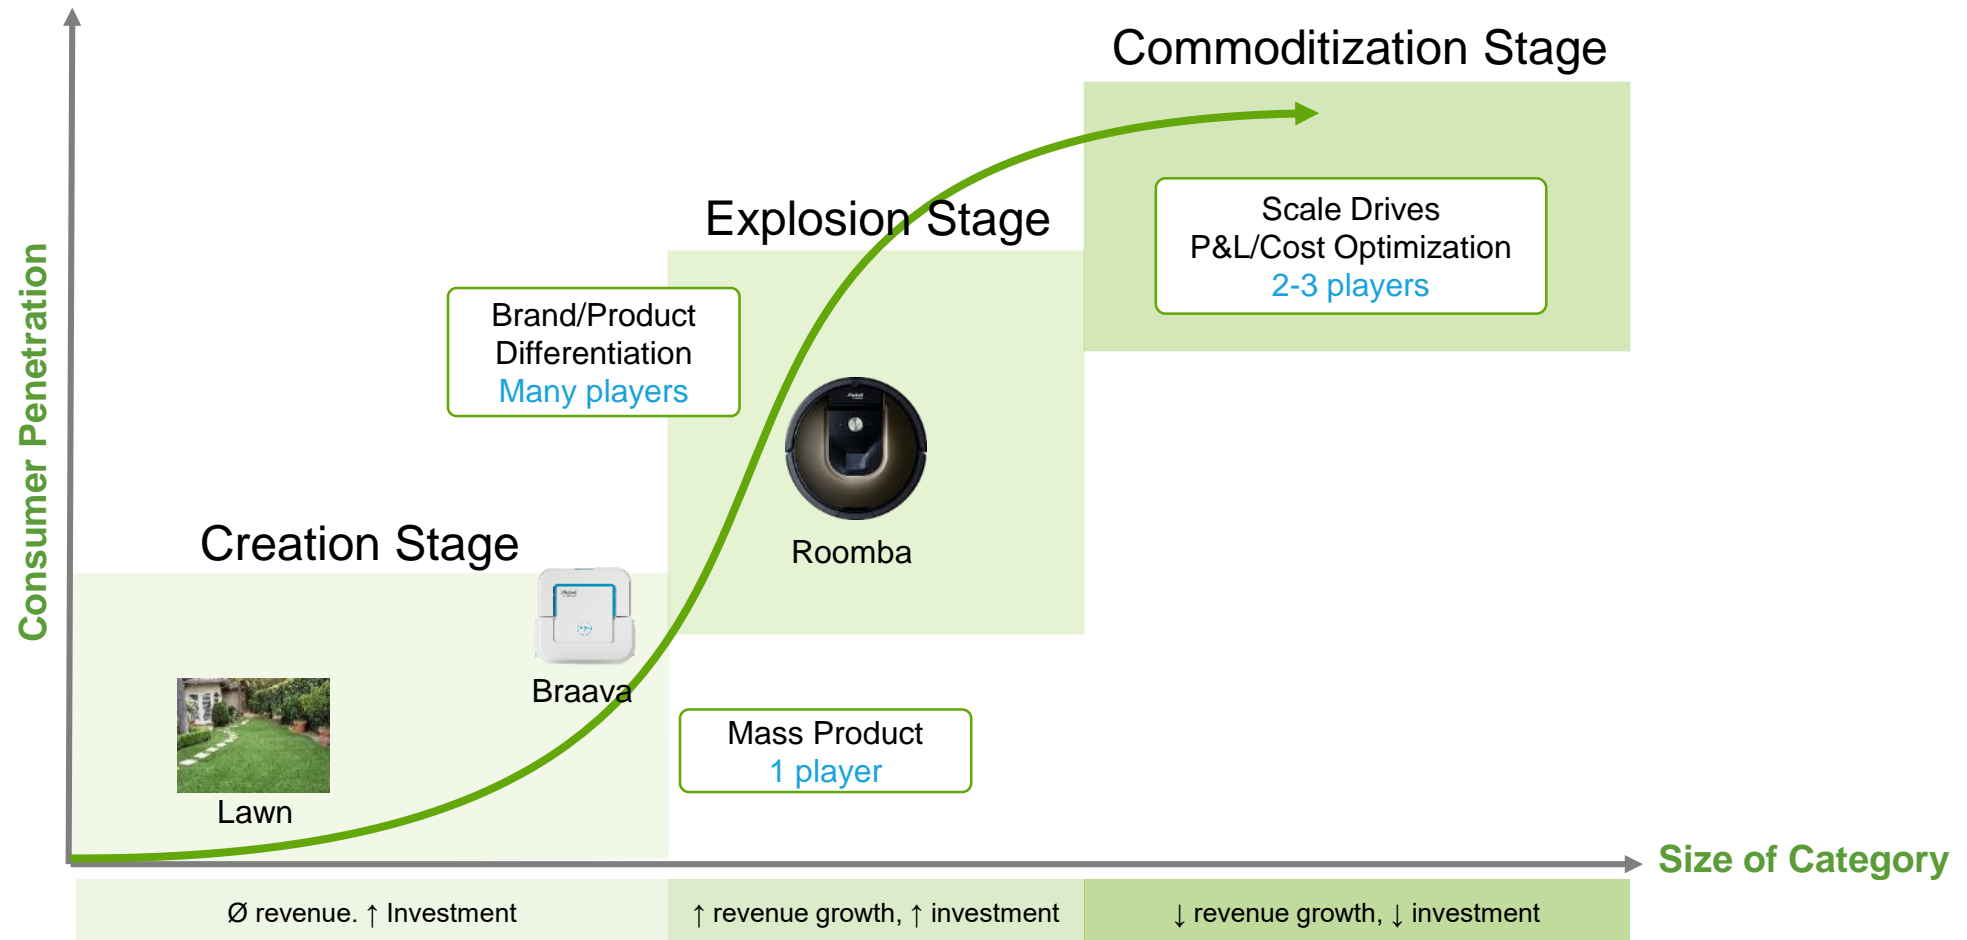 Commoditization Stage
Scale Drives
P&L/Cost Optimization
2-3 players
Explosion Stage
Brand/Product
Differentiation
Many players
Roomba
Creation Stage
Braava
Lawn
Mass Product
1 player
Consumer Penetration
Size of Category
Ø revenue. ↑ Investment
↑ revenue growth, ↑ investment
↓ revenue growth, ↓ investment